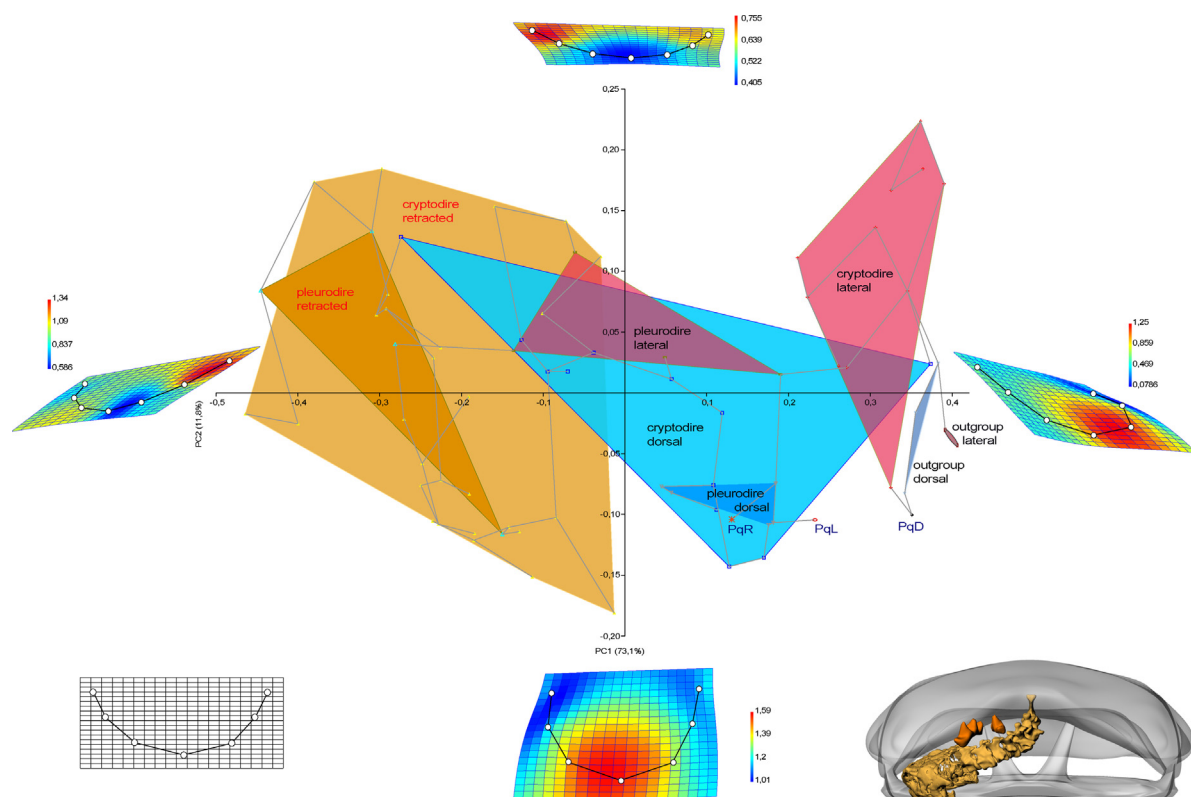 0,755
0,639
0,522
0,405
0,25
0,20
0,15
0,10
0,05
-0,05
-0,10
-0,15
-0,20
cryptodire
retracted
pleurodire
retracted
pleurodire
lateral
cryptodire
lateral
cryptodire
dorsal
pleurodire
dorsal
outgroup
lateral
outgroup
dorsal
PqR
PqL
PqD
1,34
1,09
0,837
0,586
1,25
0,859
0,469
0,0786
-0,5
-0,4
-0,3
-0,2
-0,1
0,1
0,2
0,3
0,4
PC2 (11,8%)
PC1 (73,1%)
1,59
1,39
1,2
1,01